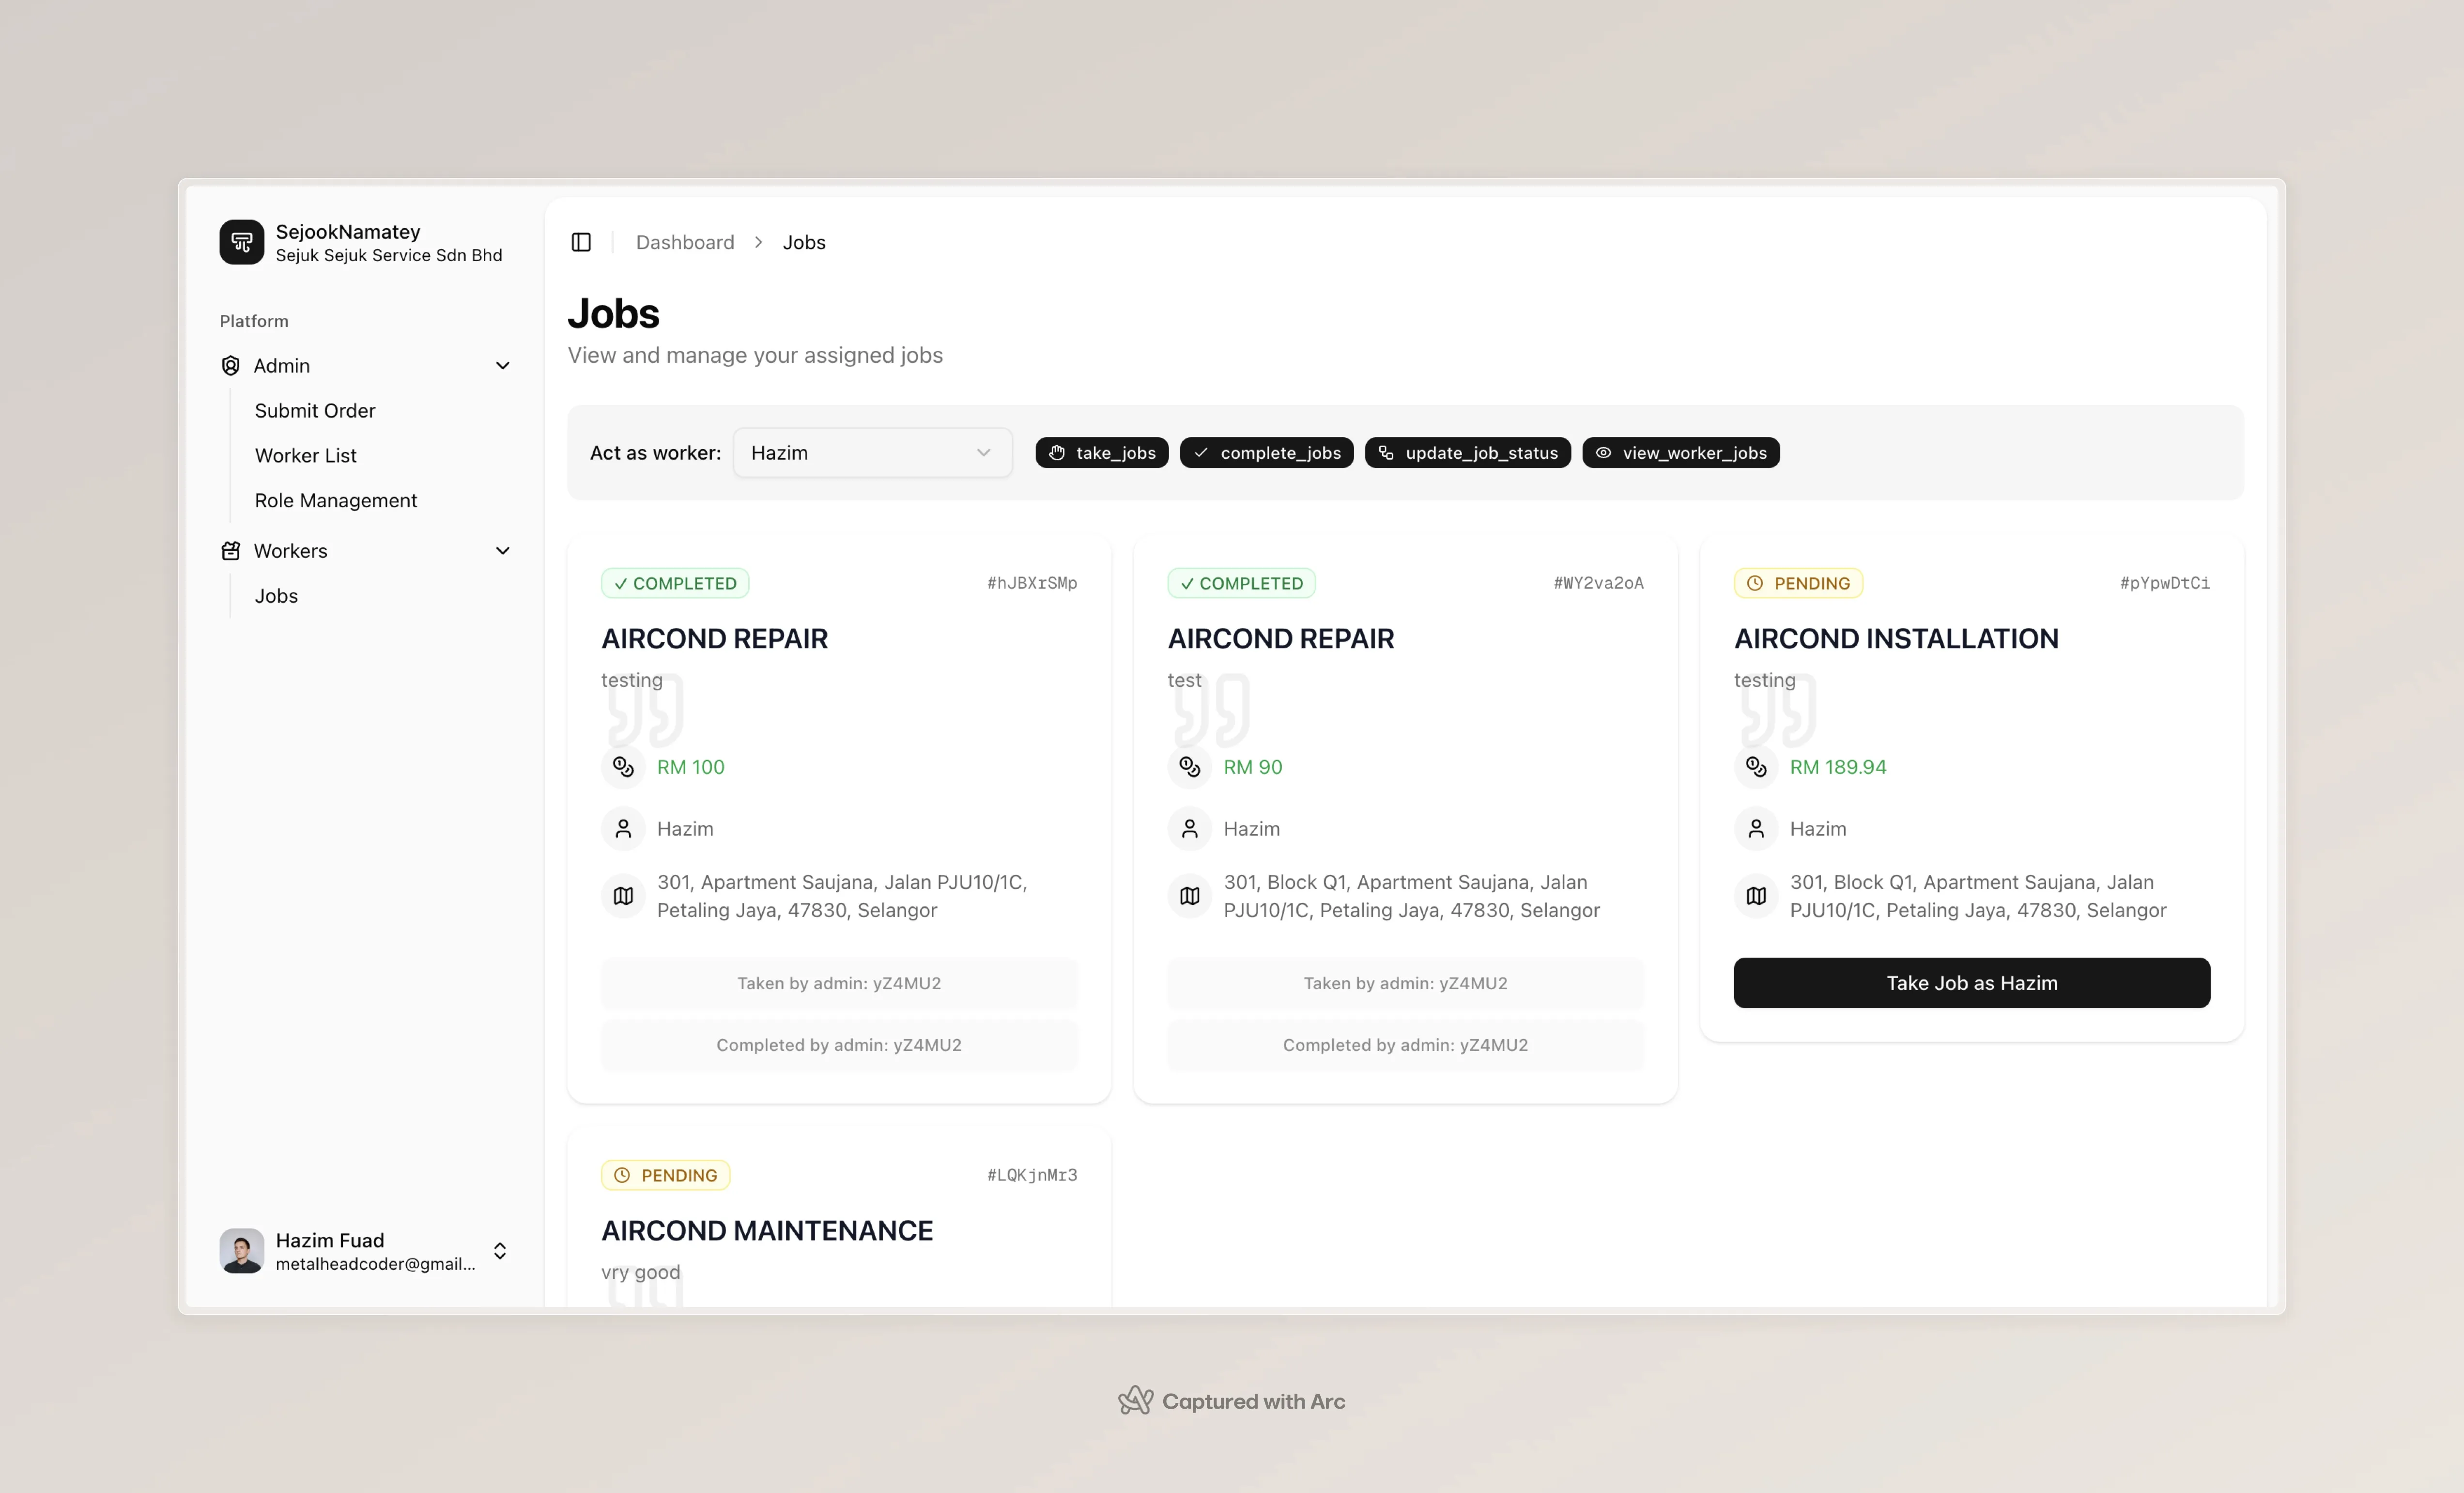 SejookNamatey
Sejuk Sejuk Service Sdn Bhd
Platform
Admin
Submit Order
Worker List
Role Management
Workers
Jobs
Hazim Fuad
metalheadcoder@gmail...
Dashboard > Jobs
Jobs
View and manage your assigned jobs
Act as worker: Hazim take_jobs complete_jobs update_job_status view_worker_jobs
COMPLETED #hJBXrSMp
AIRCOND REPAIR
testing
RM 100
Hazim
301, Apartment Saujana, Jalan PJU10/1C,
Petaling Jaya, 47830, Selangor
Taken by admin: yZ4MU2
Completed by admin: yZ4MU2
COMPLETED #WY2va2oA
AIRCOND REPAIR
test
RM 90
Hazim
301, Block Q1, Apartment Saujana, Jalan
PJU10/1C, Petaling Jaya, 47830, Selangor
Taken by admin: yZ4MU2
Completed by admin: yZ4MU2
PENDING #pYpwDtCi
AIRCOND INSTALLATION
testing
RM 189.94
Hazim
301, Block Q1, Apartment Saujana, Jalan
PJU10/1C, Petaling Jaya, 47830, Selangor
Take Job as Hazim
PENDING #LQKjnMr3
AIRCOND MAINTENANCE
vry good
Captured with Arc